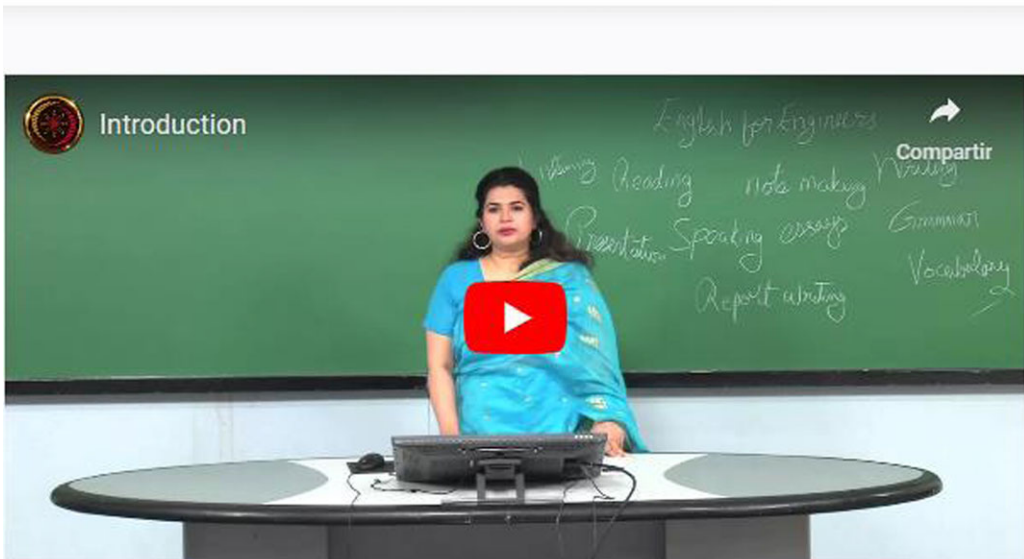 Introduction
Compartir
English for Engineers
Listening Reading note making Writing
Presentation Speaking essays Grammar
Vocabulary
Report writing